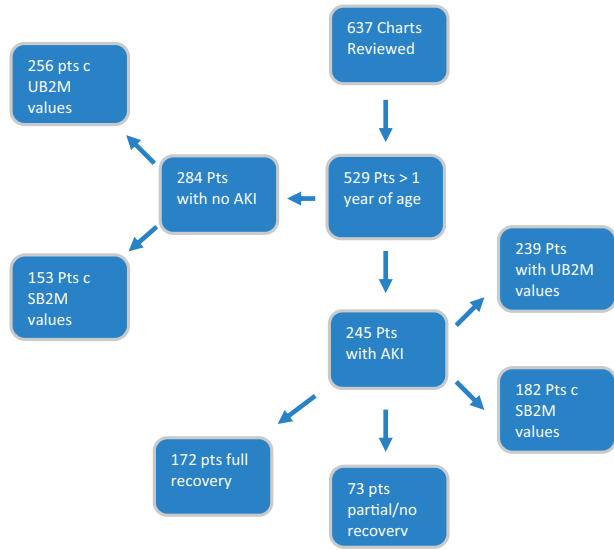 637 Charts
Reviewed
256 pts c
UB2M
values
284 Pts
with no AKI
529 Pts > 1
year of age
153 Pts c
SB2M
values
239 Pts
with UB2M
values
245 Pts
with AKI
182 Pts c
SB2M
values
172 pts full
recovery
73 pts
partial/no
recovery